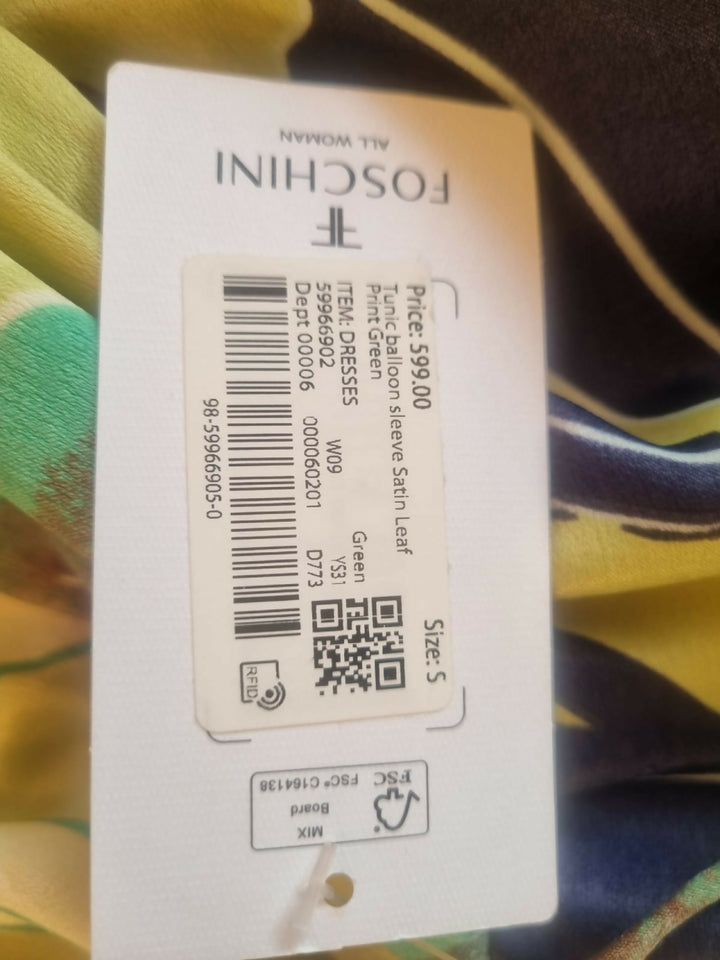 FOSCHINI
ALL WOMAN
Price: 599.00 Size: S
Tunic balloon sleeve Satin Leaf
Print Green
Green
ITEM: DRESSES W09 YS31
59966902 000060201 D773
Dept 00006
98-59966905-0
RFID
MIX
Board
FSC FSC® C164138